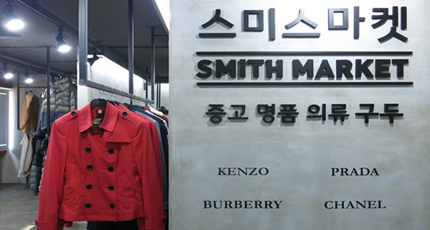 스미스마켓
SMITH MARKET
중고 명품 의류 구두
KENZO PRADA
BURBERRY CHANEL